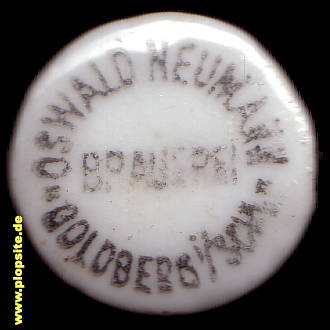 OSWALD NEUMANN
BRAUEREI
GOLDBERG i/SCHL.
www.plopsite.de